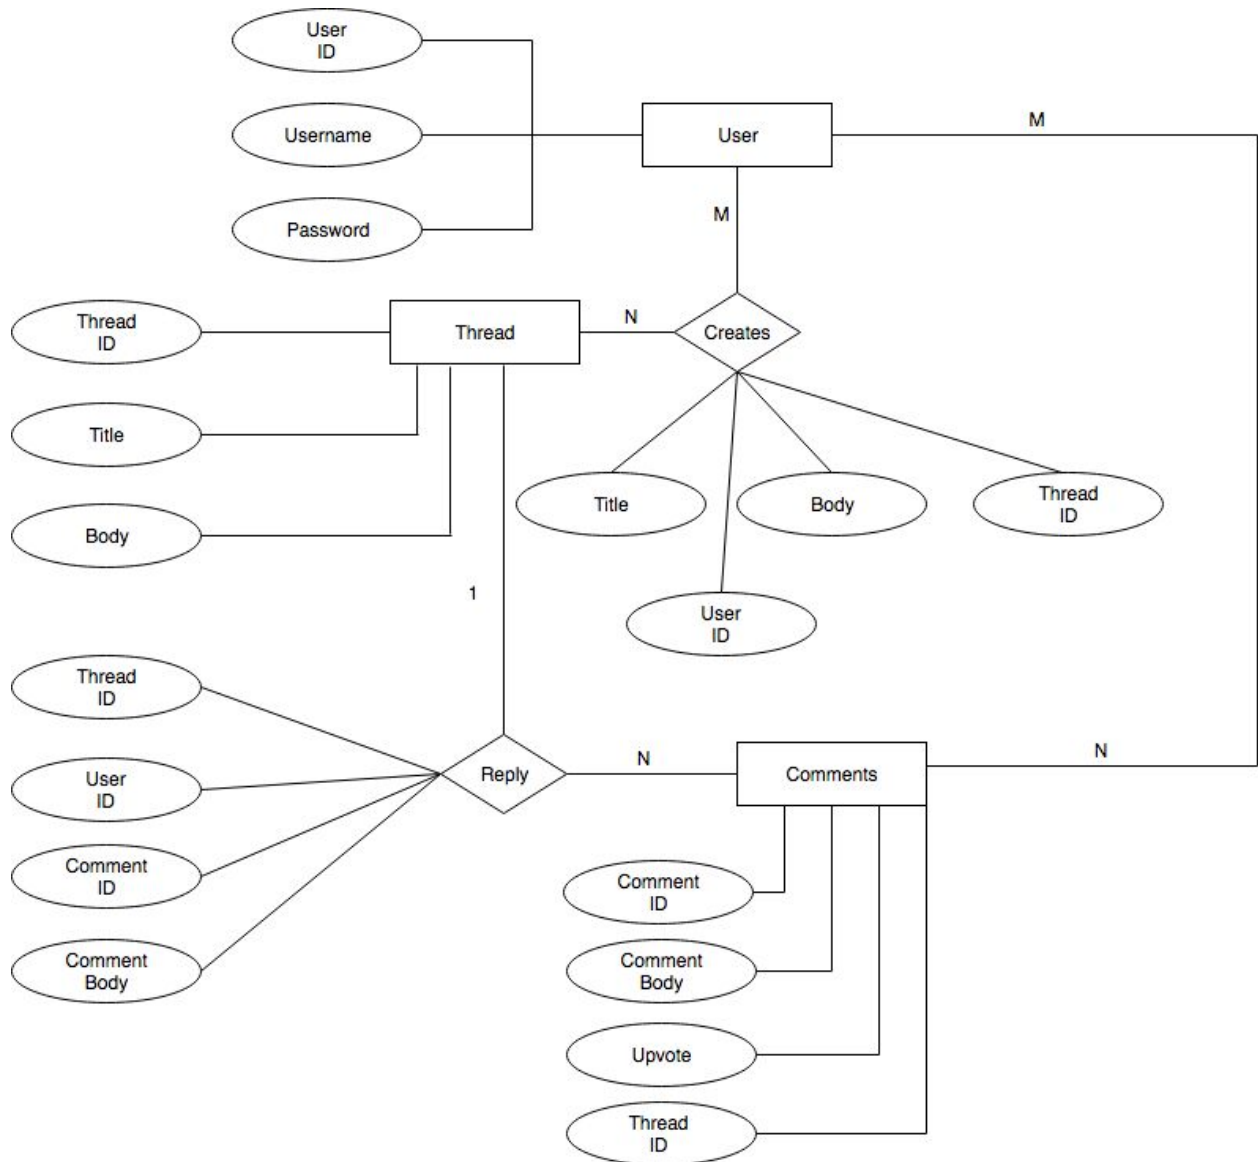 User
ID
Username
User
M
M
Password
Thread
ID
Thread
N
Creates
Title
Body
Title
Body
Thread
ID
User
ID
1
Thread
ID
User
ID
Reply
N
Comments
N
Comment
ID
Comment
Body
Comment
ID
Comment
Body
Upvote
Thread
ID